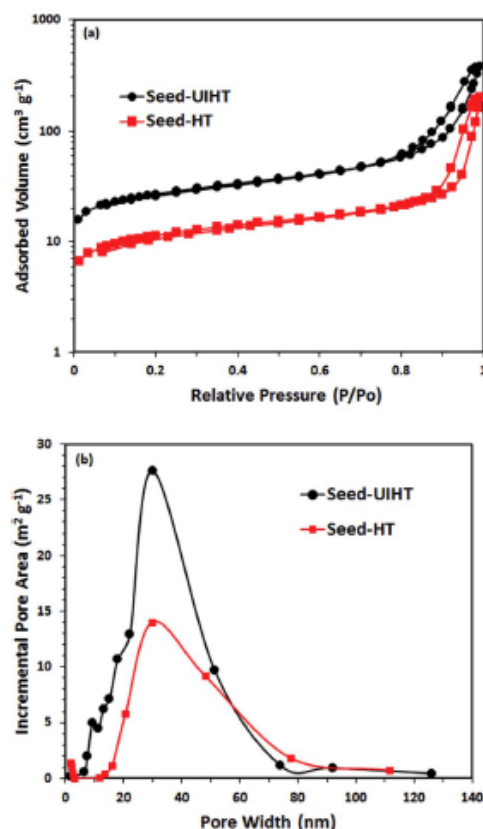 (a)
1000
100
10
1
Adsorbed Volume (cm³ g⁻¹)
Seed-UIHT
Seed-HT
0 0.2 0.4 0.6 0.8 1
Relative Pressure (P/Po)
(b)
30
25
20
15
10
5
0
Incremental Pore Area (m² g⁻¹)
Seed-UIHT
Seed-HT
0 20 40 60 80 100 120 140
Pore Width (nm)